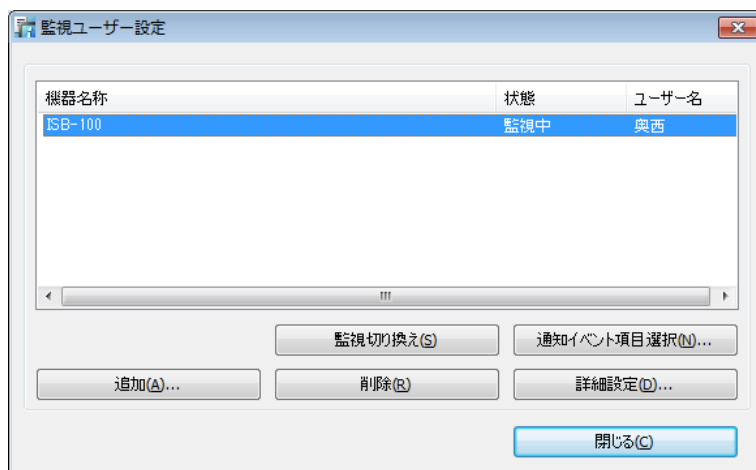 監視ユーザー設定
機器名称 状態 ユーザー名
ISB-100 監視中 奥西
監視切り換え(S) 通知イベント項目選択(N)...
追加(A)... 削除(R) 詳細設定(D)...
閉じる(C)